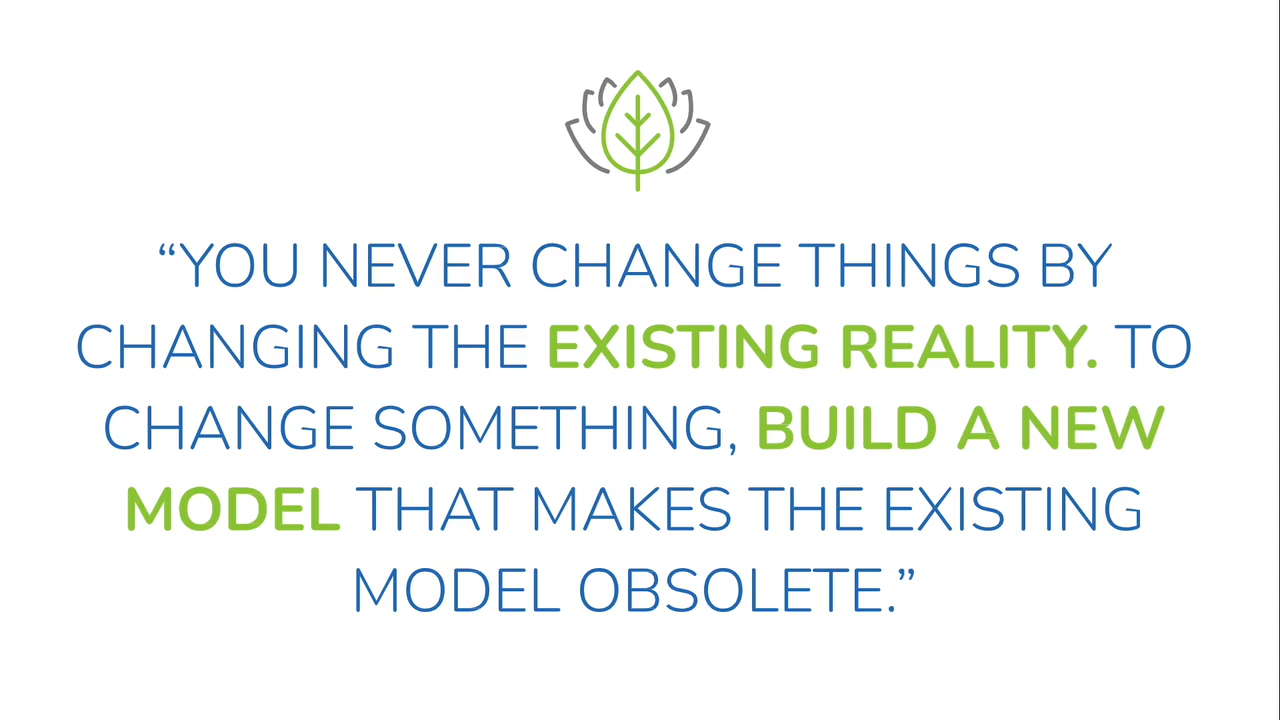 “YOU NEVER CHANGE THINGS BY
CHANGING THE EXISTING REALITY. TO
CHANGE SOMETHING, BUILD A NEW
MODEL THAT MAKES THE EXISTING
MODEL OBSOLETE.”